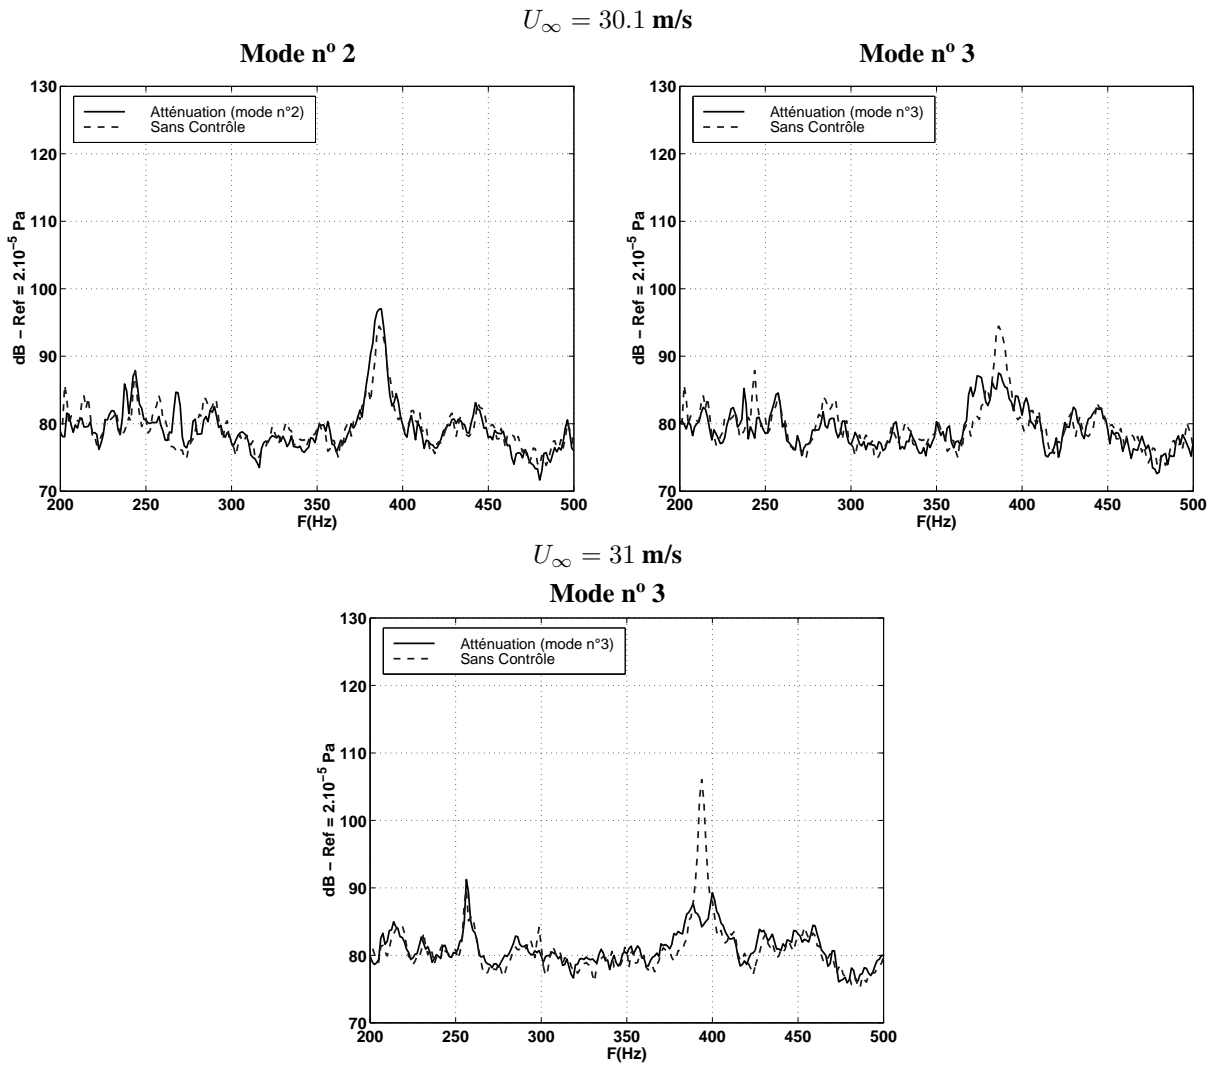 U∞ = 30.1 m/s
Mode nº 2
Mode nº 3
130
120
110
100
90
80
70
200 250 300 350 400 450 500
F(Hz)
dB − Ref = 2.10⁻⁵ Pa
Atténuation (mode n°2)
Sans Contrôle
130
120
110
100
90
80
70
200 250 300 350 400 450 500
F(Hz)
dB − Ref = 2.10⁻⁵ Pa
Atténuation (mode n°3)
Sans Contrôle
U∞ = 31 m/s
Mode nº 3
130
120
110
100
90
80
70
200 250 300 350 400 450 500
F(Hz)
dB − Ref = 2.10⁻⁵ Pa
Atténuation (mode n°3)
Sans Contrôle